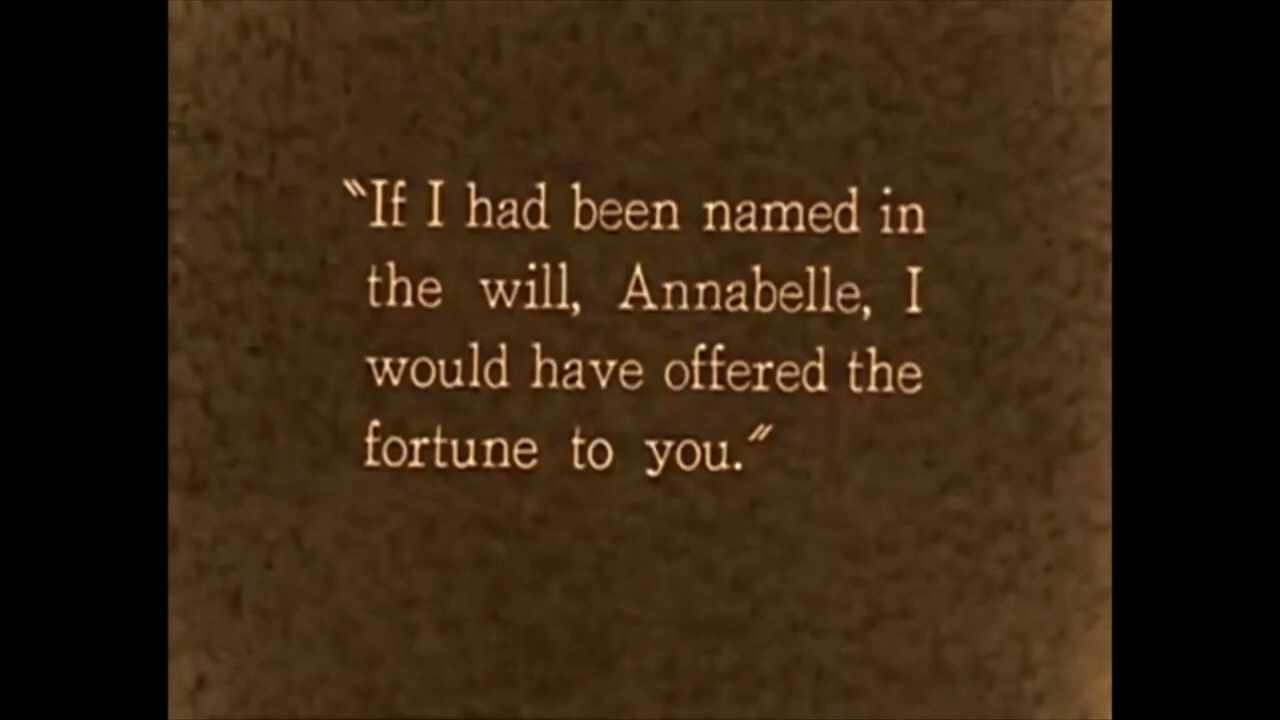 "If I had been named in
the will, Annabelle, I
would have offered the
fortune to you."